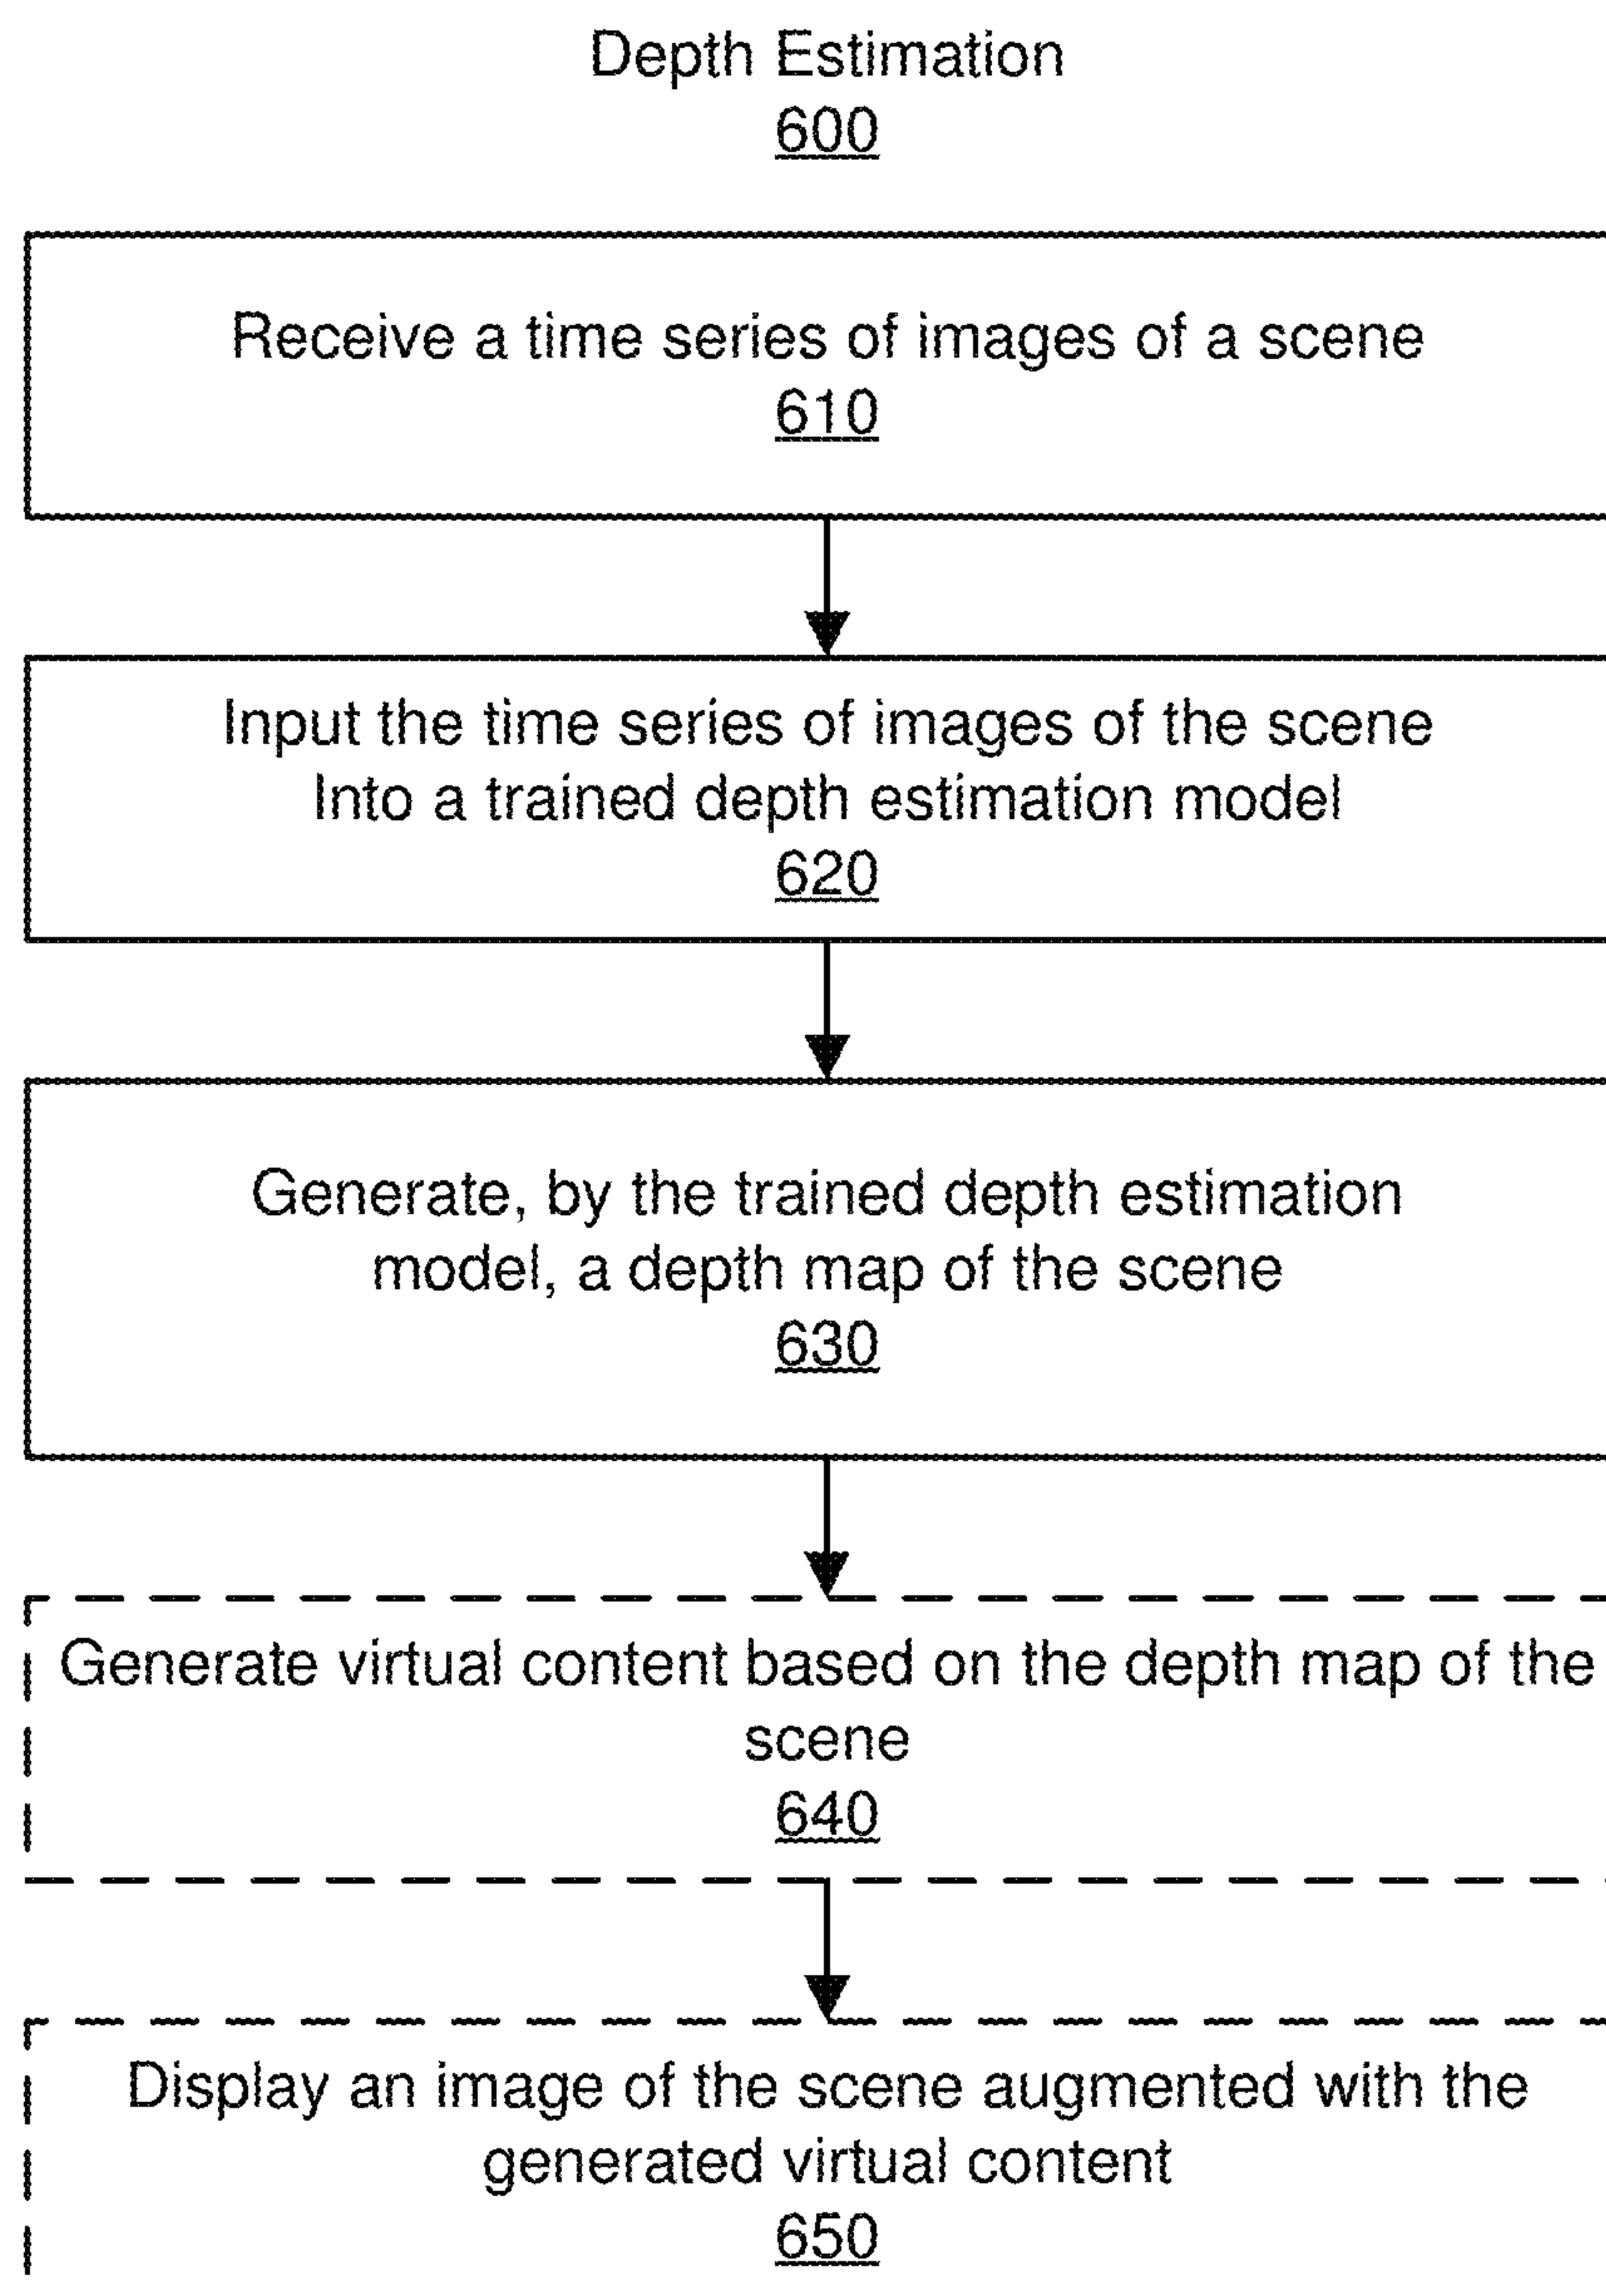 Depth Estimation
600
Receive a time series of images of a scene
610
Input the time series of images of the scene
Into a trained depth estimation model
620
Generate, by the trained depth estimation
model, a depth map of the scene
630
Generate virtual content based on the depth map of the
scene
640
Display an image of the scene augmented with the
generated virtual content
650